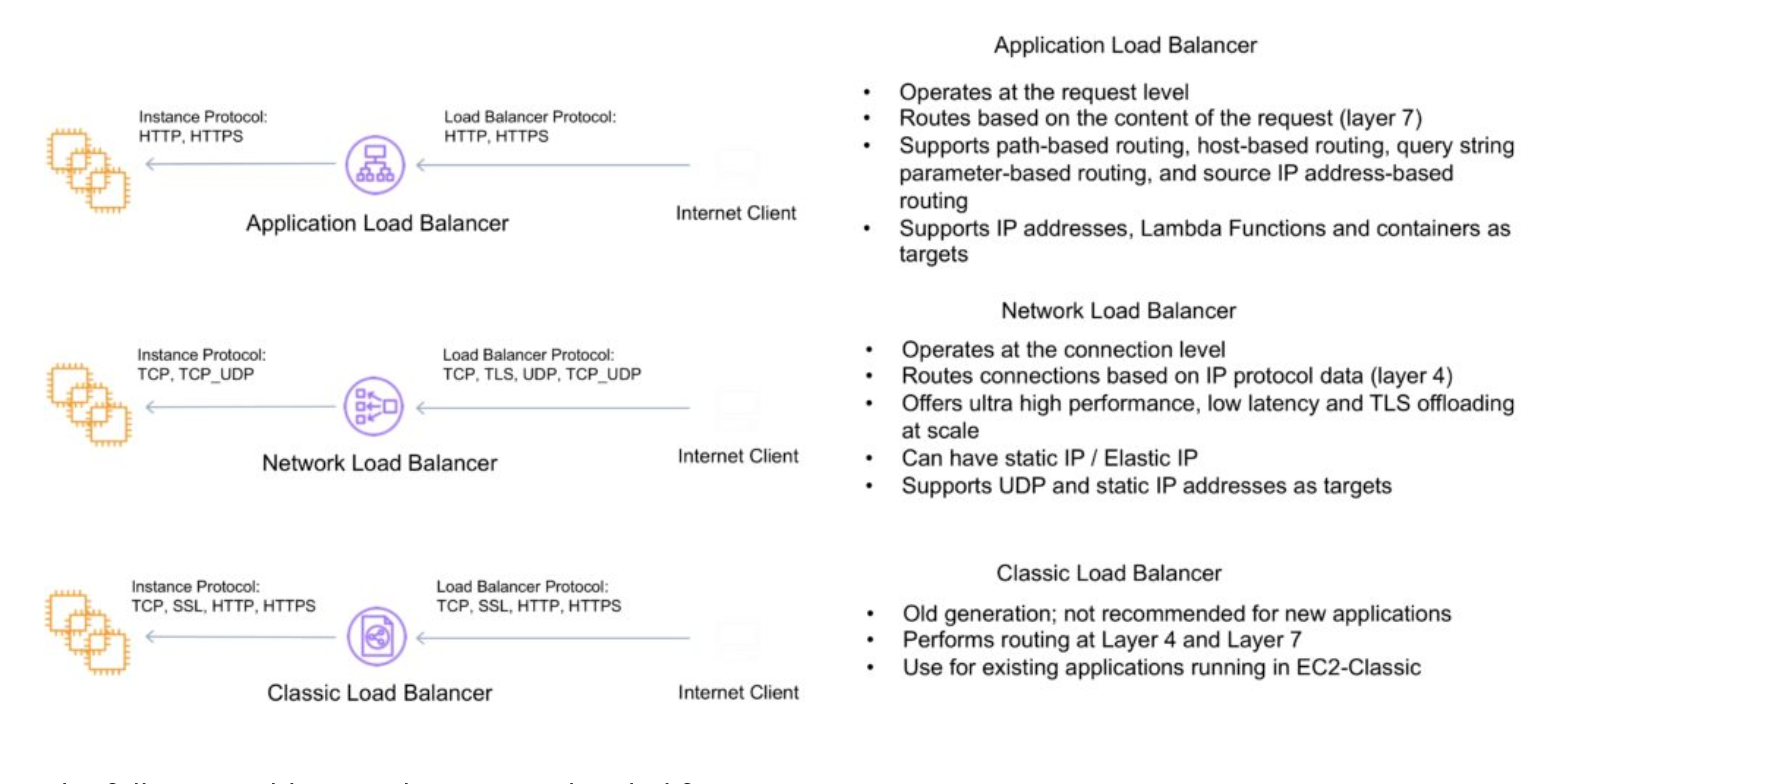 Application Load Balancer
• Operates at the request level
• Routes based on the content of the request (layer 7)
• Supports path-based routing, host-based routing, query string
parameter-based routing, and source IP address-based
routing
• Supports IP addresses, Lambda Functions and containers as
targets
Instance Protocol:
HTTP, HTTPS
Load Balancer Protocol:
HTTP, HTTPS
Application Load Balancer
Internet Client
Network Load Balancer
• Operates at the connection level
• Routes connections based on IP protocol data (layer 4)
• Offers ultra high performance, low latency and TLS offloading
at scale
• Can have static IP / Elastic IP
• Supports UDP and static IP addresses as targets
Instance Protocol:
TCP, TCP_UDP
Load Balancer Protocol:
TCP, TLS, UDP, TCP_UDP
Network Load Balancer
Internet Client
Classic Load Balancer
• Old generation; not recommended for new applications
• Performs routing at Layer 4 and Layer 7
• Use for existing applications running in EC2-Classic
Instance Protocol:
TCP, SSL, HTTP, HTTPS
Load Balancer Protocol:
TCP, SSL, HTTP, HTTPS
Classic Load Balancer
Internet Client